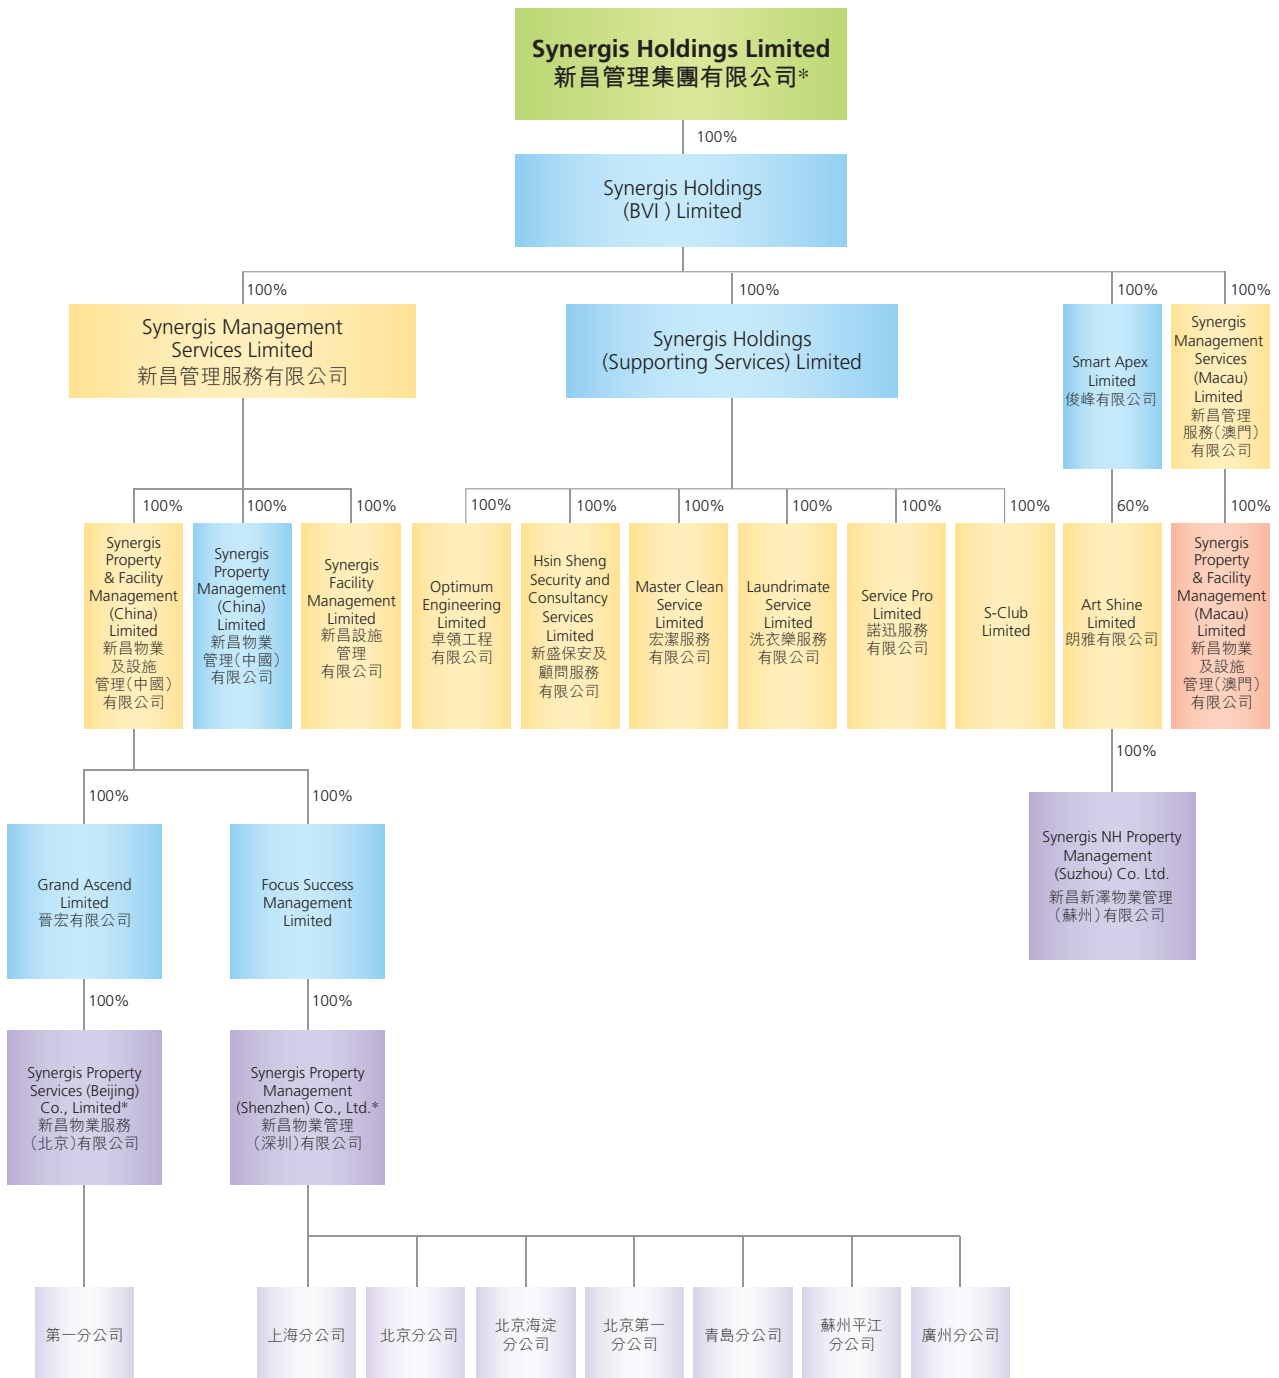 Synergis Holdings Limited
新昌管理集團有限公司*
100%
Synergis Holdings
(BVI ) Limited
100%
100%
100%
100%
Synergis Management
Services Limited
新昌管理服務有限公司
Synergis Holdings
(Supporting Services) Limited
Smart Apex
Limited
俊峰有限公司
Synergis
Management
Services
(Macau)
Limited
新昌管理
服務(澳門)
有限公司
100%
100%
100%
100%
100%
100%
100%
100%
100%
60%
100%
Synergis
Property
& Facility
Management
(China)
Limited
新昌物業
及設施
管理(中國)
有限公司
Synergis
Property
Management
(China)
Limited
新昌物業
管理(中國)
有限公司
Synergis
Facility
Management
Limited
新昌設施
管理
有限公司
Optimum
Engineering
Limited
卓領工程
有限公司
Hsin Sheng
Security and
Consultancy
Services
Limited
新盛保安及
顧問服務
有限公司
Master Clean
Service
Limited
宏潔服務
有限公司
Laundrimate
Service
Limited
洗衣樂服務
有限公司
Service Pro
Limited
諾迅服務
有限公司
S-Club
Limited
Art Shine
Limited
朗雅有限公司
Synergis
Property
& Facility
Management
(Macau)
Limited
新昌物業
及設施
管理(澳門)
有限公司
100%
100%
100%
Grand Ascend
Limited
晉宏有限公司
Focus Success
Management
Limited
Synergis NH Property
Management
(Suzhou) Co. Ltd.
新昌新澤物業管理
(蘇州)有限公司
100%
100%
Synergis Property
Services (Beijing)
Co., Limited*
新昌物業服務
(北京)有限公司
Synergis Property
Management
(Shenzhen) Co., Ltd.*
新昌物業管理
(深圳)有限公司
第一分公司
上海分公司
北京分公司
北京海淀
分公司
北京第一
分公司
青島分公司
蘇州平江
分公司
廣州分公司